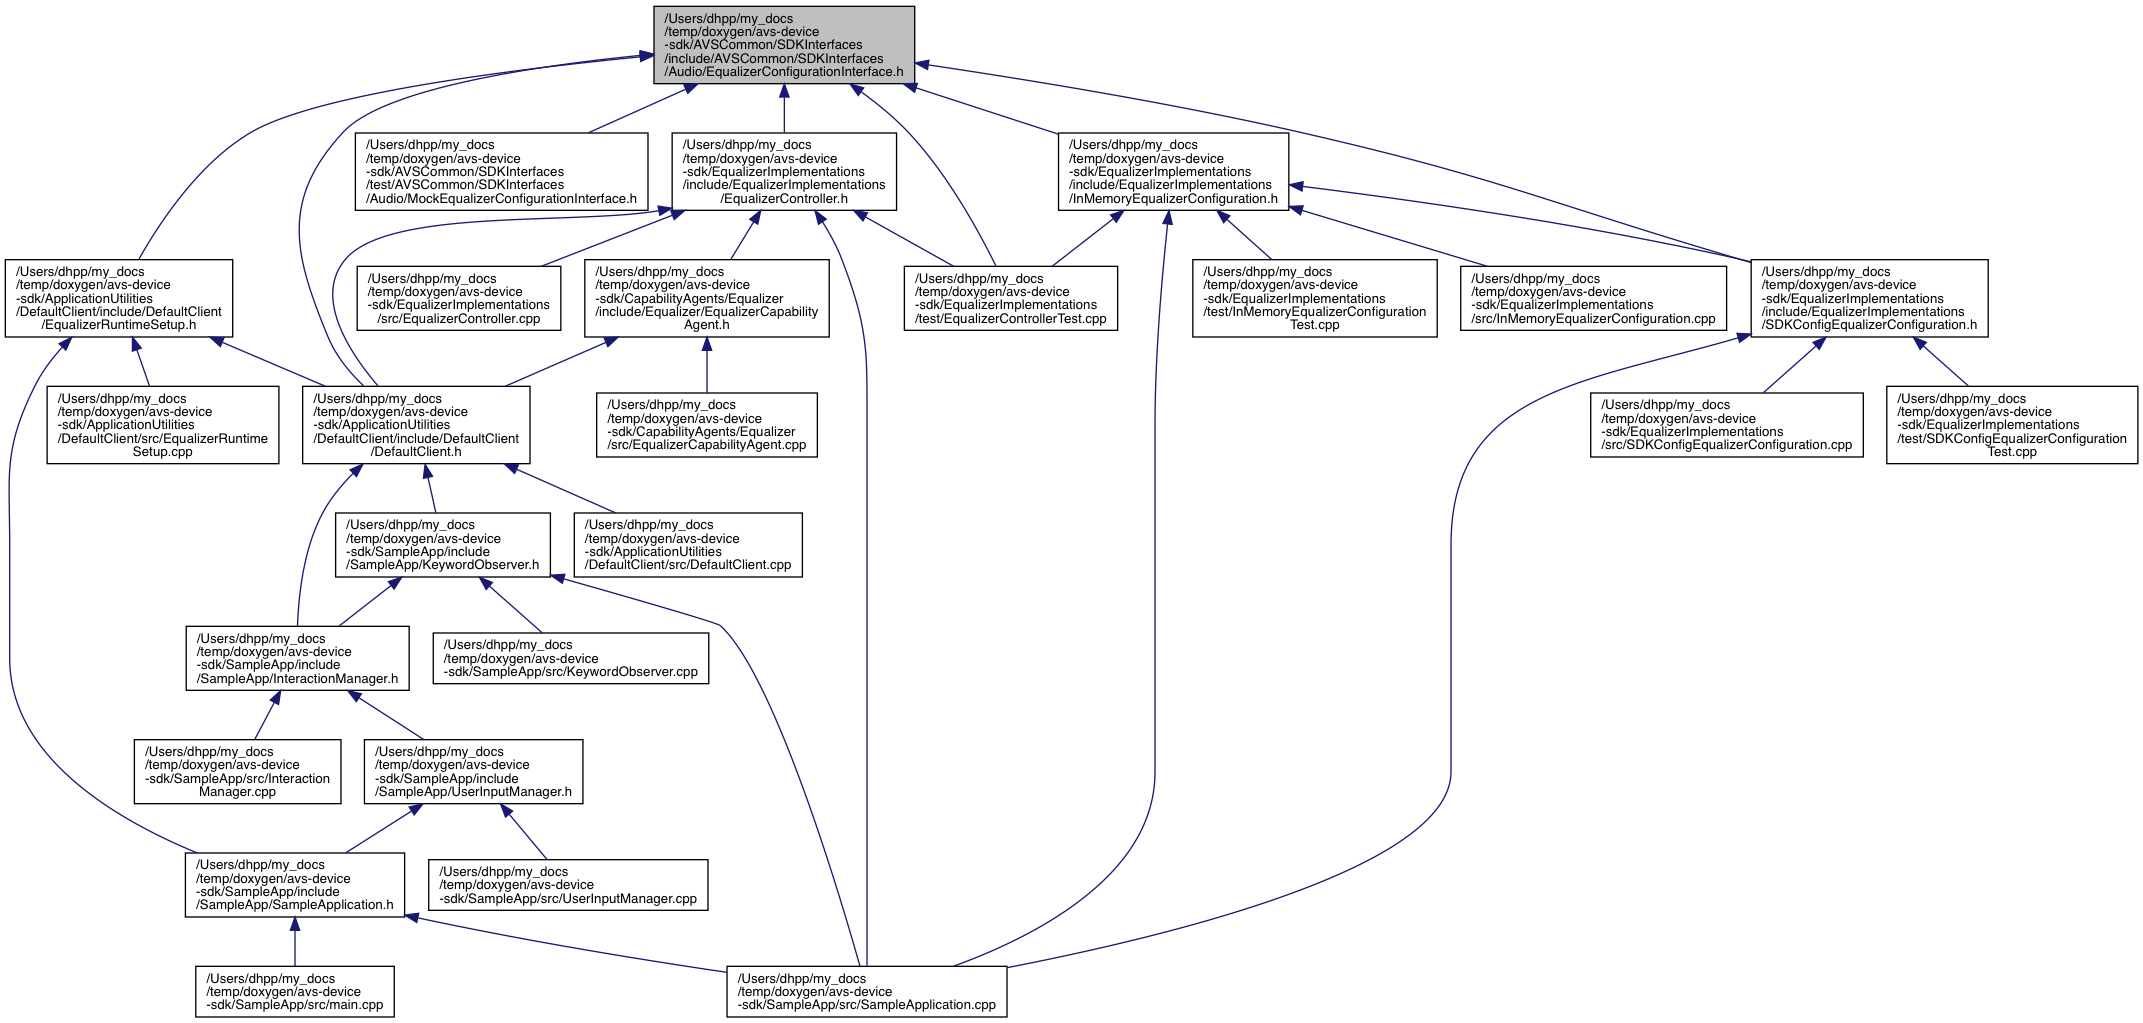 /Users/dhpp/my_docs
/temp/doxygen/avs-device
-sdk/AVSCommon/SDKInterfaces
/include/AVSCommon/SDKInterfaces
/Audio/EqualizerConfigurationInterface.h
/Users/dhpp/my_docs
/temp/doxygen/avs-device
-sdk/AVSCommon/SDKInterfaces
/test/AVSCommon/SDKInterfaces
/Audio/MockEqualizerConfigurationInterface.h
/Users/dhpp/my_docs
/temp/doxygen/avs-device
-sdk/EqualizerImplementations
/include/EqualizerImplementations
/EqualizerController.h
/Users/dhpp/my_docs
/temp/doxygen/avs-device
-sdk/EqualizerImplementations
/include/EqualizerImplementations
/InMemoryEqualizerConfiguration.h
/Users/dhpp/my_docs
/temp/doxygen/avs-device
-sdk/ApplicationUtilities
/DefaultClient/include/DefaultClient
/EqualizerRuntimeSetup.h
/Users/dhpp/my_docs
/temp/doxygen/avs-device
-sdk/EqualizerImplementations
/src/EqualizerController.cpp
/Users/dhpp/my_docs
/temp/doxygen/avs-device
-sdk/CapabilityAgents/Equalizer
/include/Equalizer/EqualizerCapability
Agent.h
/Users/dhpp/my_docs
/temp/doxygen/avs-device
-sdk/EqualizerImplementations
/test/EqualizerControllerTest.cpp
/Users/dhpp/my_docs
/temp/doxygen/avs-device
-sdk/EqualizerImplementations
/test/InMemoryEqualizerConfiguration
Test.cpp
/Users/dhpp/my_docs
/temp/doxygen/avs-device
-sdk/EqualizerImplementations
/src/InMemoryEqualizerConfiguration.cpp
/Users/dhpp/my_docs
/temp/doxygen/avs-device
-sdk/EqualizerImplementations
/include/EqualizerImplementations
/SDKConfigEqualizerConfiguration.h
/Users/dhpp/my_docs
/temp/doxygen/avs-device
-sdk/ApplicationUtilities
/DefaultClient/src/EqualizerRuntime
Setup.cpp
/Users/dhpp/my_docs
/temp/doxygen/avs-device
-sdk/ApplicationUtilities
/DefaultClient/include/DefaultClient
/DefaultClient.h
/Users/dhpp/my_docs
/temp/doxygen/avs-device
-sdk/CapabilityAgents/Equalizer
/src/EqualizerCapabilityAgent.cpp
/Users/dhpp/my_docs
/temp/doxygen/avs-device
-sdk/EqualizerImplementations
/src/SDKConfigEqualizerConfiguration.cpp
/Users/dhpp/my_docs
/temp/doxygen/avs-device
-sdk/EqualizerImplementations
/test/SDKConfigEqualizerConfiguration
Test.cpp
/Users/dhpp/my_docs
/temp/doxygen/avs-device
-sdk/SampleApp/include
/SampleApp/KeywordObserver.h
/Users/dhpp/my_docs
/temp/doxygen/avs-device
-sdk/ApplicationUtilities
/DefaultClient/src/DefaultClient.cpp
/Users/dhpp/my_docs
/temp/doxygen/avs-device
-sdk/SampleApp/include
/SampleApp/InteractionManager.h
/Users/dhpp/my_docs
/temp/doxygen/avs-device
-sdk/SampleApp/src/KeywordObserver.cpp
/Users/dhpp/my_docs
/temp/doxygen/avs-device
-sdk/SampleApp/src/Interaction
Manager.cpp
/Users/dhpp/my_docs
/temp/doxygen/avs-device
-sdk/SampleApp/include
/SampleApp/UserInputManager.h
/Users/dhpp/my_docs
/temp/doxygen/avs-device
-sdk/SampleApp/include
/SampleApp/SampleApplication.h
/Users/dhpp/my_docs
/temp/doxygen/avs-device
-sdk/SampleApp/src/UserInputManager.cpp
/Users/dhpp/my_docs
/temp/doxygen/avs-device
-sdk/SampleApp/src/main.cpp
/Users/dhpp/my_docs
/temp/doxygen/avs-device
-sdk/SampleApp/src/SampleApplication.cpp